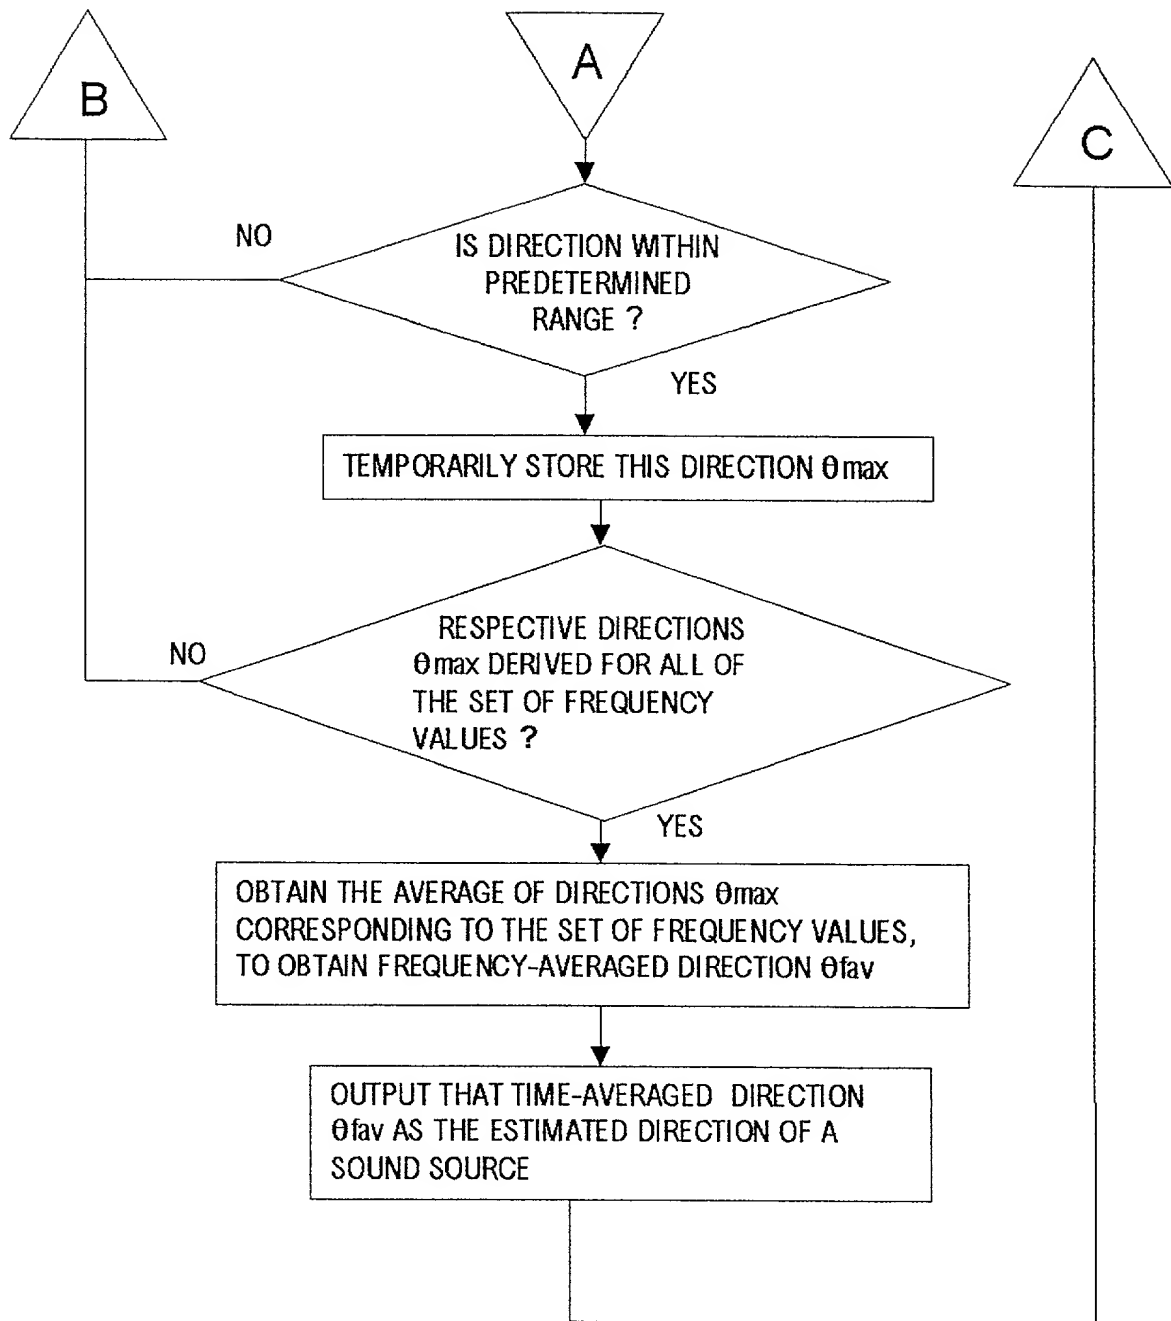 B
A
C
NO
IS DIRECTION WITHIN
PREDETERMINED
RANGE ?
YES
TEMPORARILY STORE THIS DIRECTION θmax
NO
RESPECTIVE DIRECTIONS
θmax DERIVED FOR ALL OF
THE SET OF FREQUENCY
VALUES ?
YES
OBTAIN THE AVERAGE OF DIRECTIONS θmax
CORRESPONDING TO THE SET OF FREQUENCY VALUES,
TO OBTAIN FREQUENCY-AVERAGED DIRECTION θfav
OUTPUT THAT TIME-AVERAGED DIRECTION
θfav AS THE ESTIMATED DIRECTION OF A
SOUND SOURCE